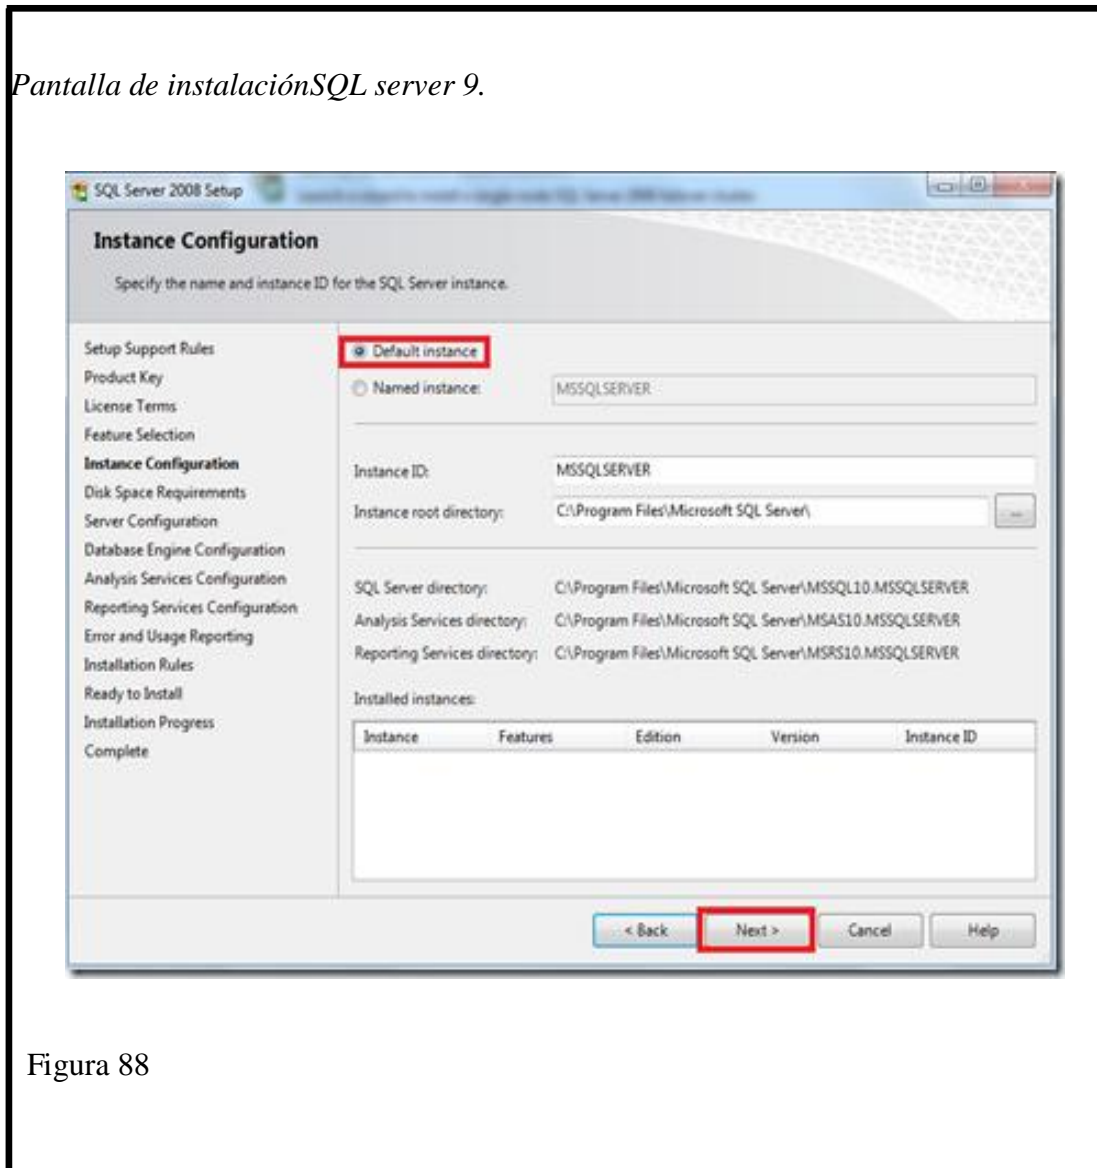 Pantalla de instalaciónSQL server 9.
SQL Server 2008 Setup
Instance Configuration
Specify the name and instance ID for the SQL Server instance.
Setup Support Rules
Product Key
License Terms
Feature Selection
Instance Configuration
Disk Space Requirements
Server Configuration
Database Engine Configuration
Analysis Services Configuration
Reporting Services Configuration
Error and Usage Reporting
Installation Rules
Ready to Install
Installation Progress
Complete
Default instance
Named instance: MSSQLSERVER
Instance ID: MSSQLSERVER
Instance root directory: C:\Program Files\Microsoft SQL Server\ ...
SQL Server directory: C:\Program Files\Microsoft SQL Server\MSSQL10.MSSQLSERVER
Analysis Services directory: C:\Program Files\Microsoft SQL Server\MSAS10.MSSQLSERVER
Reporting Services directory: C:\Program Files\Microsoft SQL Server\MSRS10.MSSQLSERVER
Installed instances:
Instance Features Edition Version Instance ID
< Back Next > Cancel Help
Figura 88